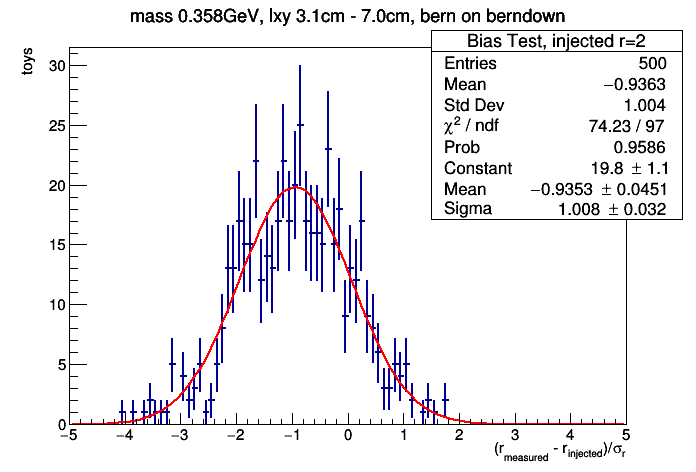 mass 0.358GeV, lxy 3.1cm - 7.0cm, bern on berndown
Bias Test, injected r=2
Entries 500
Mean −0.9363
Std Dev 1.004
χ² / ndf 74.23 / 97
Prob 0.9586
Constant 19.8 ± 1.1
Mean −0.9353 ± 0.0451
Sigma 1.008 ± 0.032
toys
30
25
20
15
10
5
0
−5 −4 −3 −2 −1 0 1 2 3 4 5
(r_measured - r_injected)/σ_r